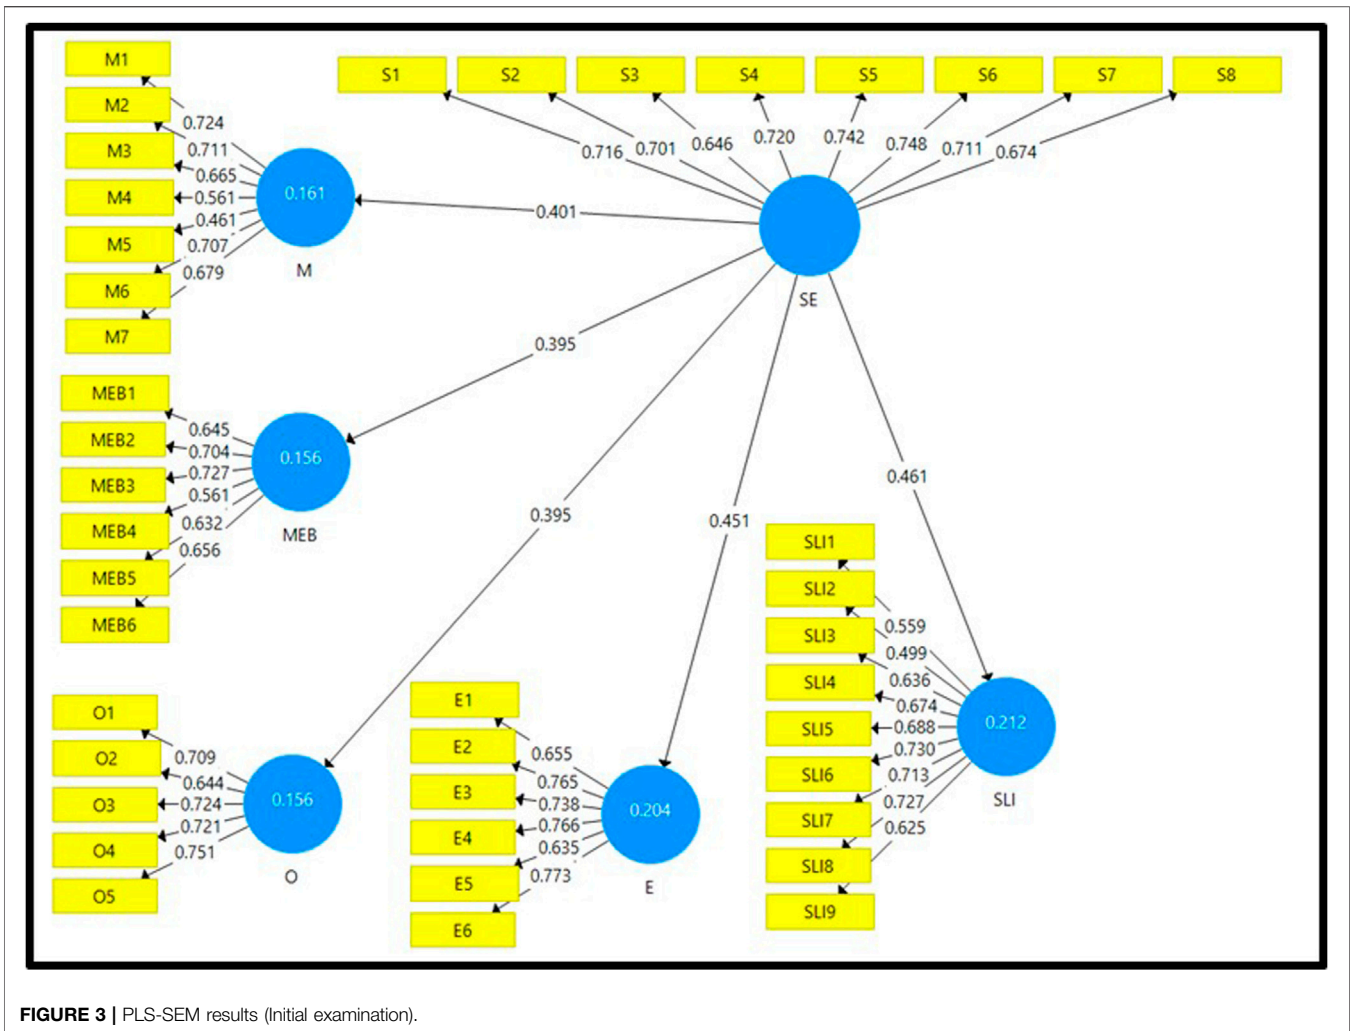 M1
M2
M3
M4
M5
M6
M7
0.724
0.711
0.665
0.561
0.461
0.707
0.679
0.161
M
S1 S2 S3 S4 S5 S6 S7 S8
0.716 0.701 0.646 0.720 0.742 0.748 0.711 0.674
SE
0.401
0.395
0.395
0.451
0.461
MEB1
MEB2
MEB3
MEB4
MEB5
MEB6
0.645
0.704
0.727
0.561
0.632
0.656
0.156
MEB
O1
O2
O3
O4
O5
0.709
0.644
0.724
0.721
0.751
0.156
O
E1
E2
E3
E4
E5
E6
0.655
0.765
0.738
0.766
0.635
0.773
0.204
E
SLI1
SLI2
SLI3
SLI4
SLI5
SLI6
SLI7
SLI8
SLI9
0.559
0.499
0.636
0.674
0.688
0.730
0.713
0.727
0.625
0.212
SLI
FIGURE 3 | PLS-SEM results (Initial examination).